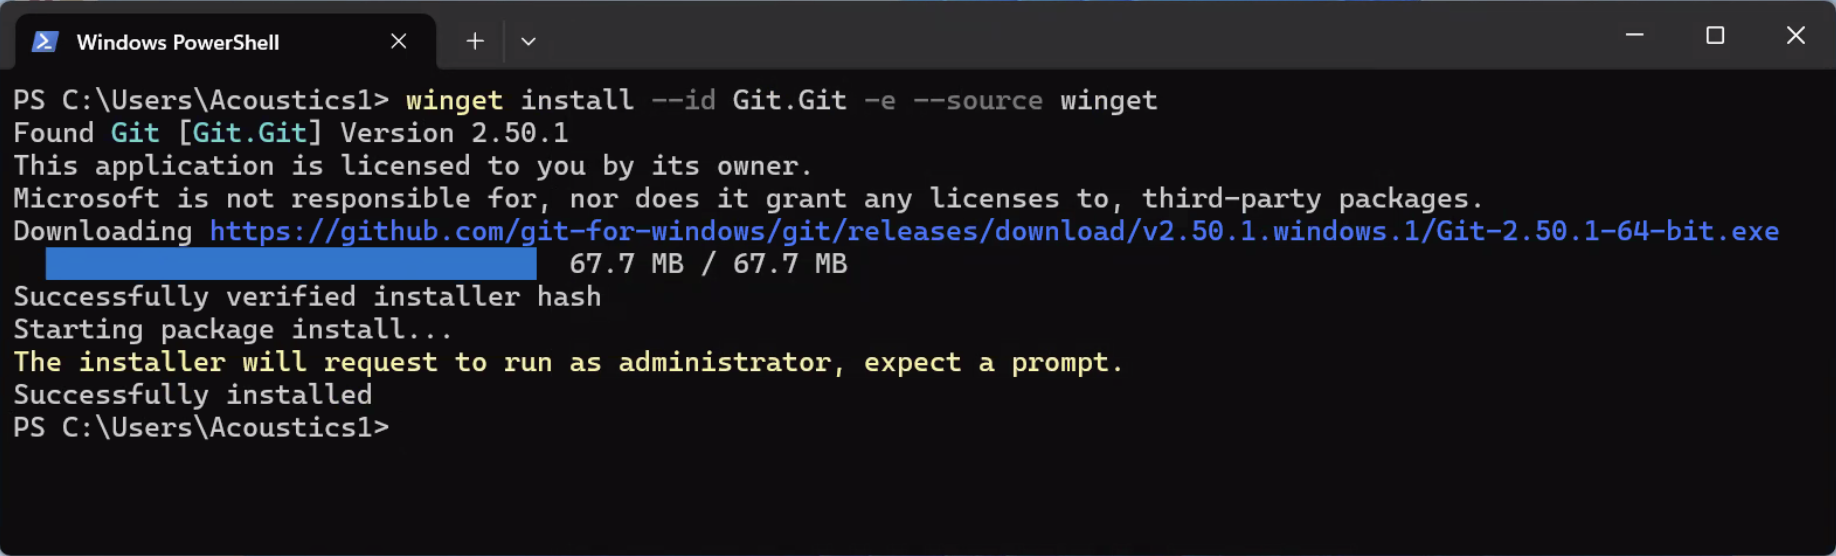 Windows PowerShell
PS C:\Users\Acoustics1> winget install --id Git.Git -e --source winget
Found Git [Git.Git] Version 2.50.1
This application is licensed to you by its owner.
Microsoft is not responsible for, nor does it grant any licenses to, third-party packages.
Downloading https://github.com/git-for-windows/git/releases/download/v2.50.1.windows.1/Git-2.50.1-64-bit.exe
67.7 MB / 67.7 MB
Successfully verified installer hash
Starting package install...
The installer will request to run as administrator, expect a prompt.
Successfully installed
PS C:\Users\Acoustics1>